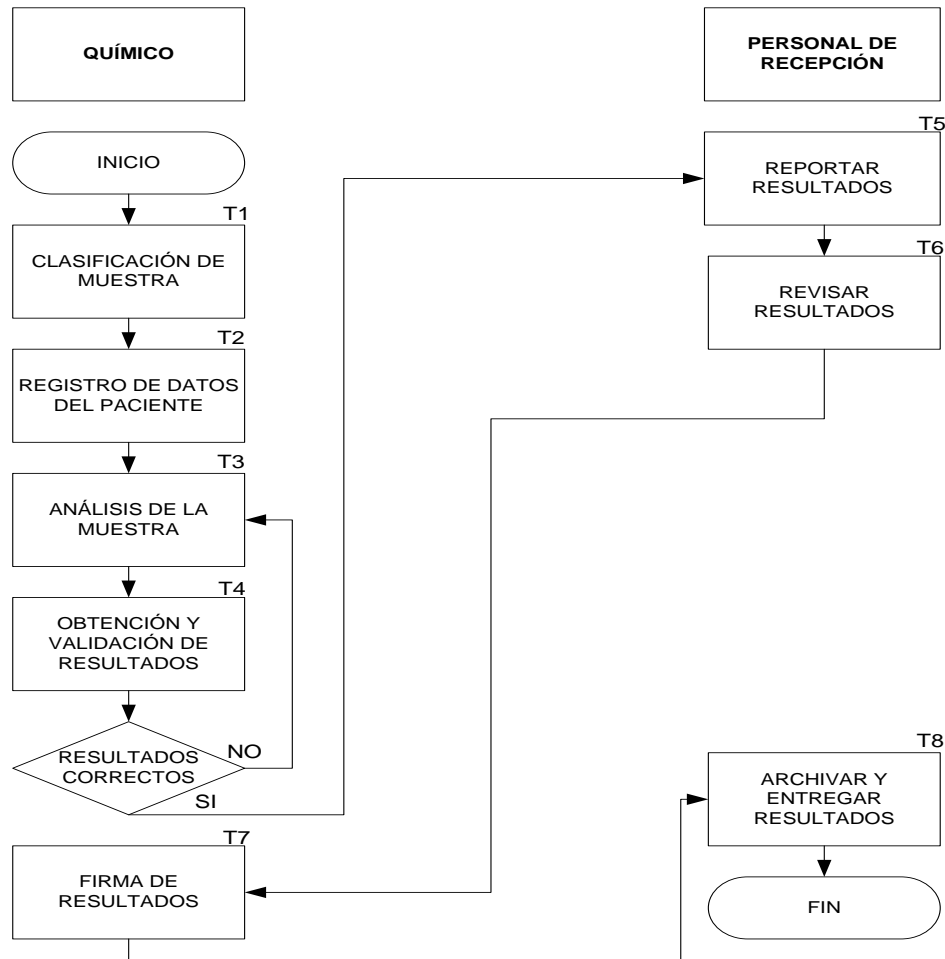 QUÍMICO
PERSONAL DE
RECEPCIÓN
INICIO
T1
CLASIFICACIÓN DE
MUESTRA
T2
REGISTRO DE DATOS
DEL PACIENTE
T3
ANÁLISIS DE LA
MUESTRA
T4
OBTENCIÓN Y
VALIDACIÓN DE
RESULTADOS
RESULTADOS
CORRECTOS
NO
SI
T5
REPORTAR
RESULTADOS
T6
REVISAR
RESULTADOS
T7
FIRMA DE
RESULTADOS
T8
ARCHIVAR Y
ENTREGAR
RESULTADOS
FIN